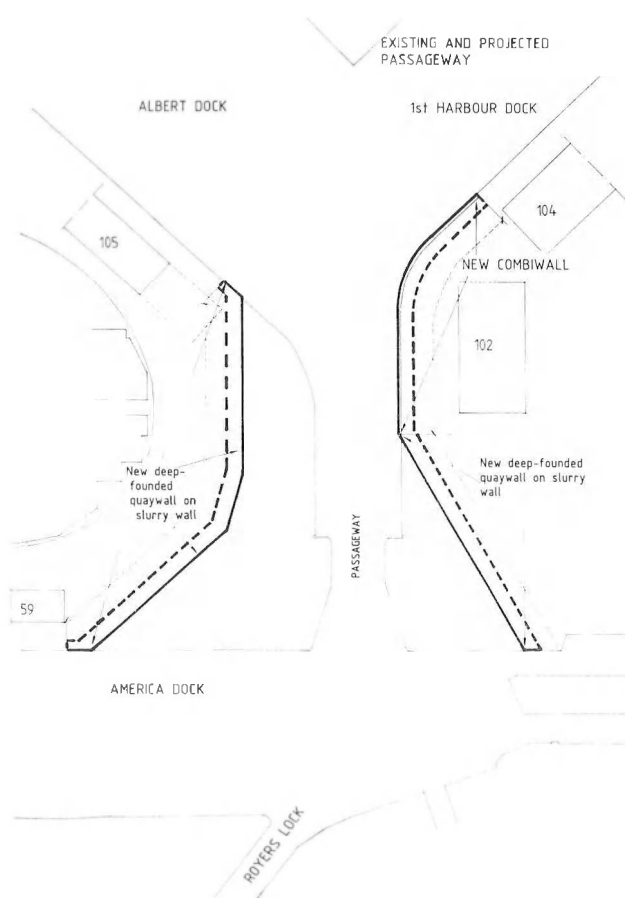 EXISTING AND PROJECTED
PASSAGEWAY
ALBERT DOCK
1st HARBOUR DOCK
104
105
NEW COMBIWALL
102
New deep-
founded
quaywall on
slurry wall
New deep-founded
quaywall on slurry
wall
PASSAGEWAY
59
AMERICA DOCK
ROYERS LOCK